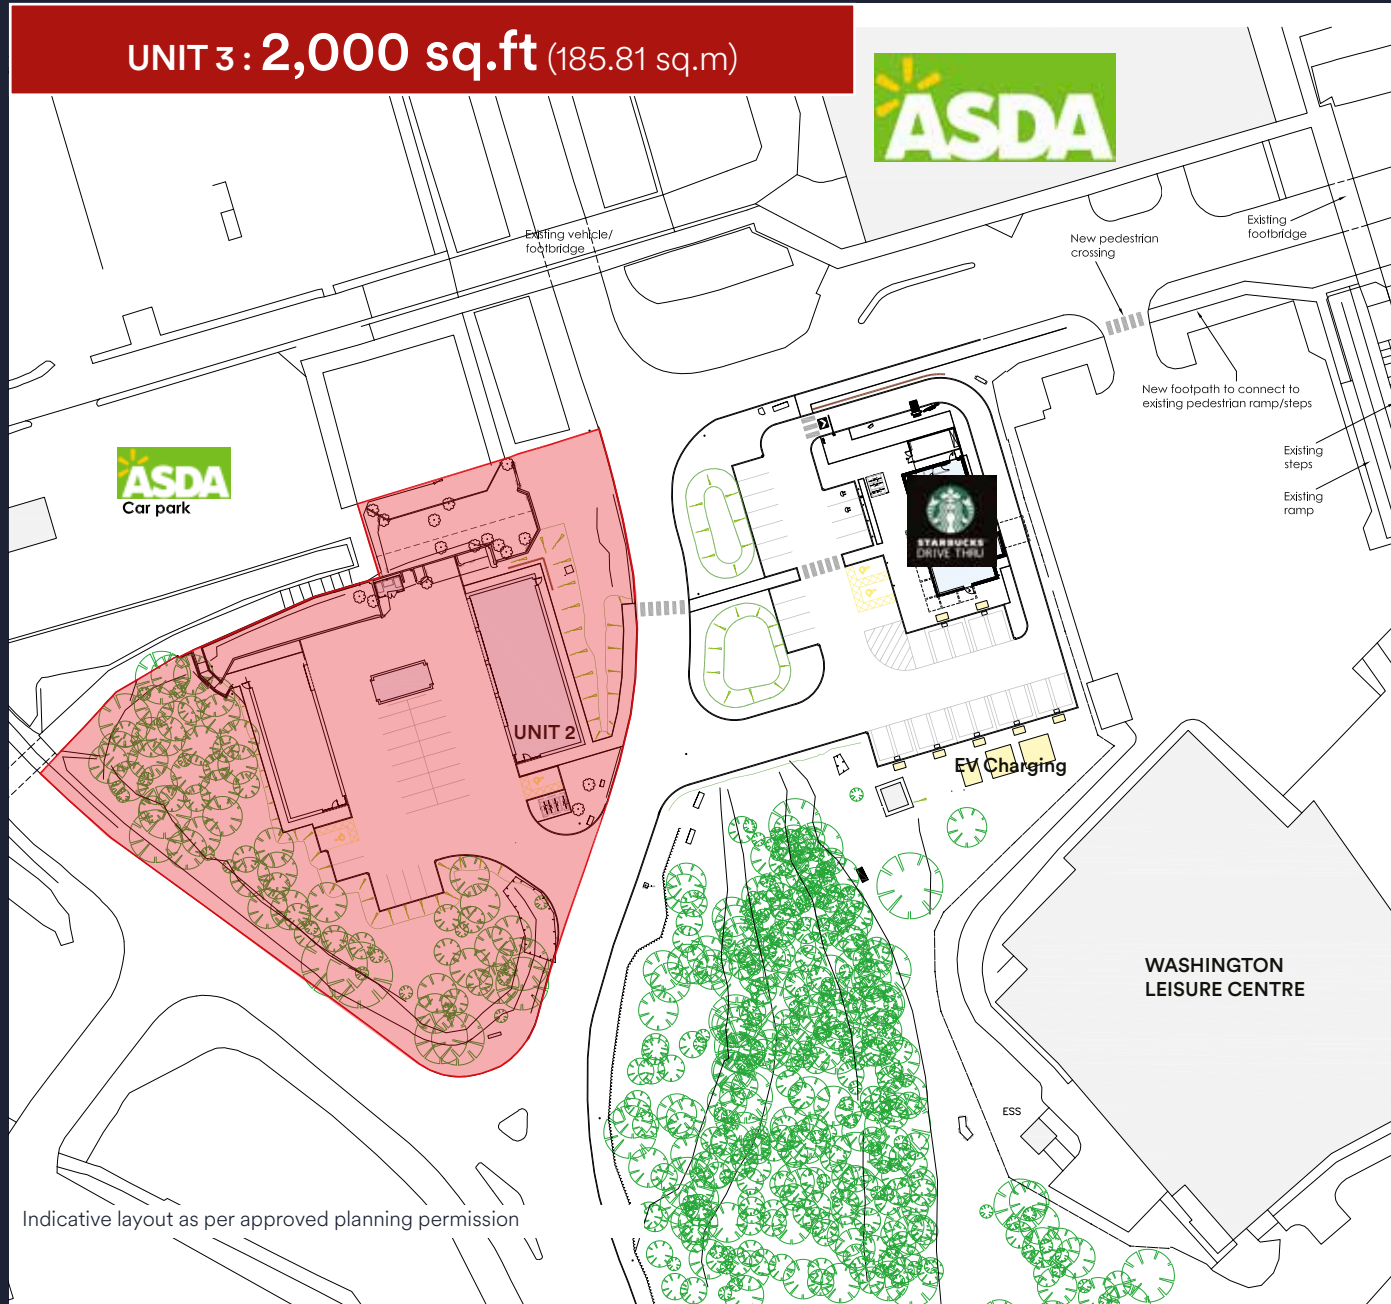 UNIT 3 : 2,000 sq.ft (185.81 sq.m)
ASDA
Existing vehicle/
footbridge
New pedestrian
crossing
Existing
footbridge
New footpath to connect to
existing pedestrian ramp/steps
Existing
steps
Existing
ramp
ASDA
Car park
STARBUCKS
DRIVE THRU
UNIT 2
EV Charging
WASHINGTON
LEISURE CENTRE
ESS
Indicative layout as per approved planning permission